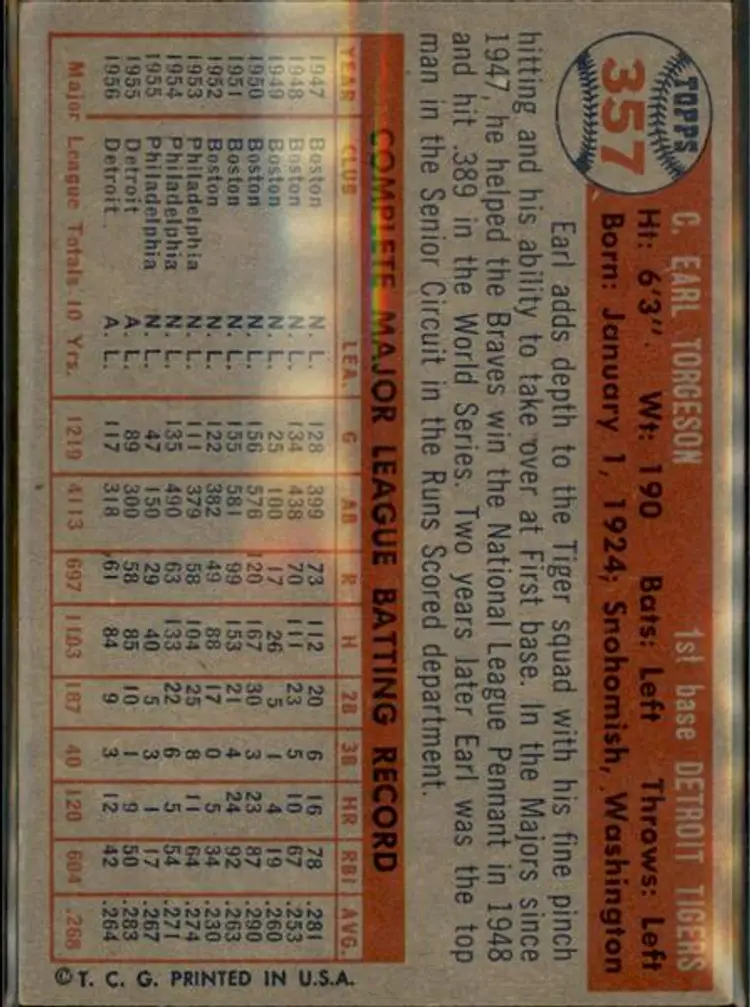 TOPPS
357
C. EARL TORGESON 1st base DETROIT TIGERS
Ht: 6'3". Wt: 190 Bats: Left Throws: Left
Born: January 1, 1924; Snohomish, Washington
Earl adds depth to the Tiger squad with his fine pinch
hitting and his ability to take over at First base. In the Majors since
1947, he helped the Braves win the National League Pennant in 1948
and hit .389 in the World Series. Two years later Earl was the top
man in the Senior Circuit in the Runs Scored department.
COMPLETE MAJOR LEAGUE BATTING RECORD
YEAR CLUB LEA. G AB R H 2B 3B HR RBI AVG.
1947 Boston N. L. 128 399 73 112 20 6 16 78 .281
1948 Boston N. L. 134 438 70 111 23 5 10 67 .253
1949 Boston N. L. 25 100 17 26 5 1 4 19 .260
1950 Boston N. L. 156 576 120 167 30 3 23 87 .290
1951 Boston N. L. 155 581 99 153 21 4 24 92 .263
1952 Boston N. L. 122 382 49 88 17 0 5 34 .230
1953 Philadelphia N. L. 111 379 58 104 25 8 11 64 .274
1954 Philadelphia N. L. 135 490 63 133 22 6 5 54 .271
1955 Philadelphia N. L. 47 150 29 40 5 3 1 17 .267
1955 Detroit A. L. 89 300 58 85 10 1 9 50 .283
1956 Detroit A. L. 117 318 61 84 9 3 12 42 .264
Major League Totals 10 Yrs. 1219 4113 697 1103 187 40 120 604 .268
© T. C. G. PRINTED IN U.S.A.